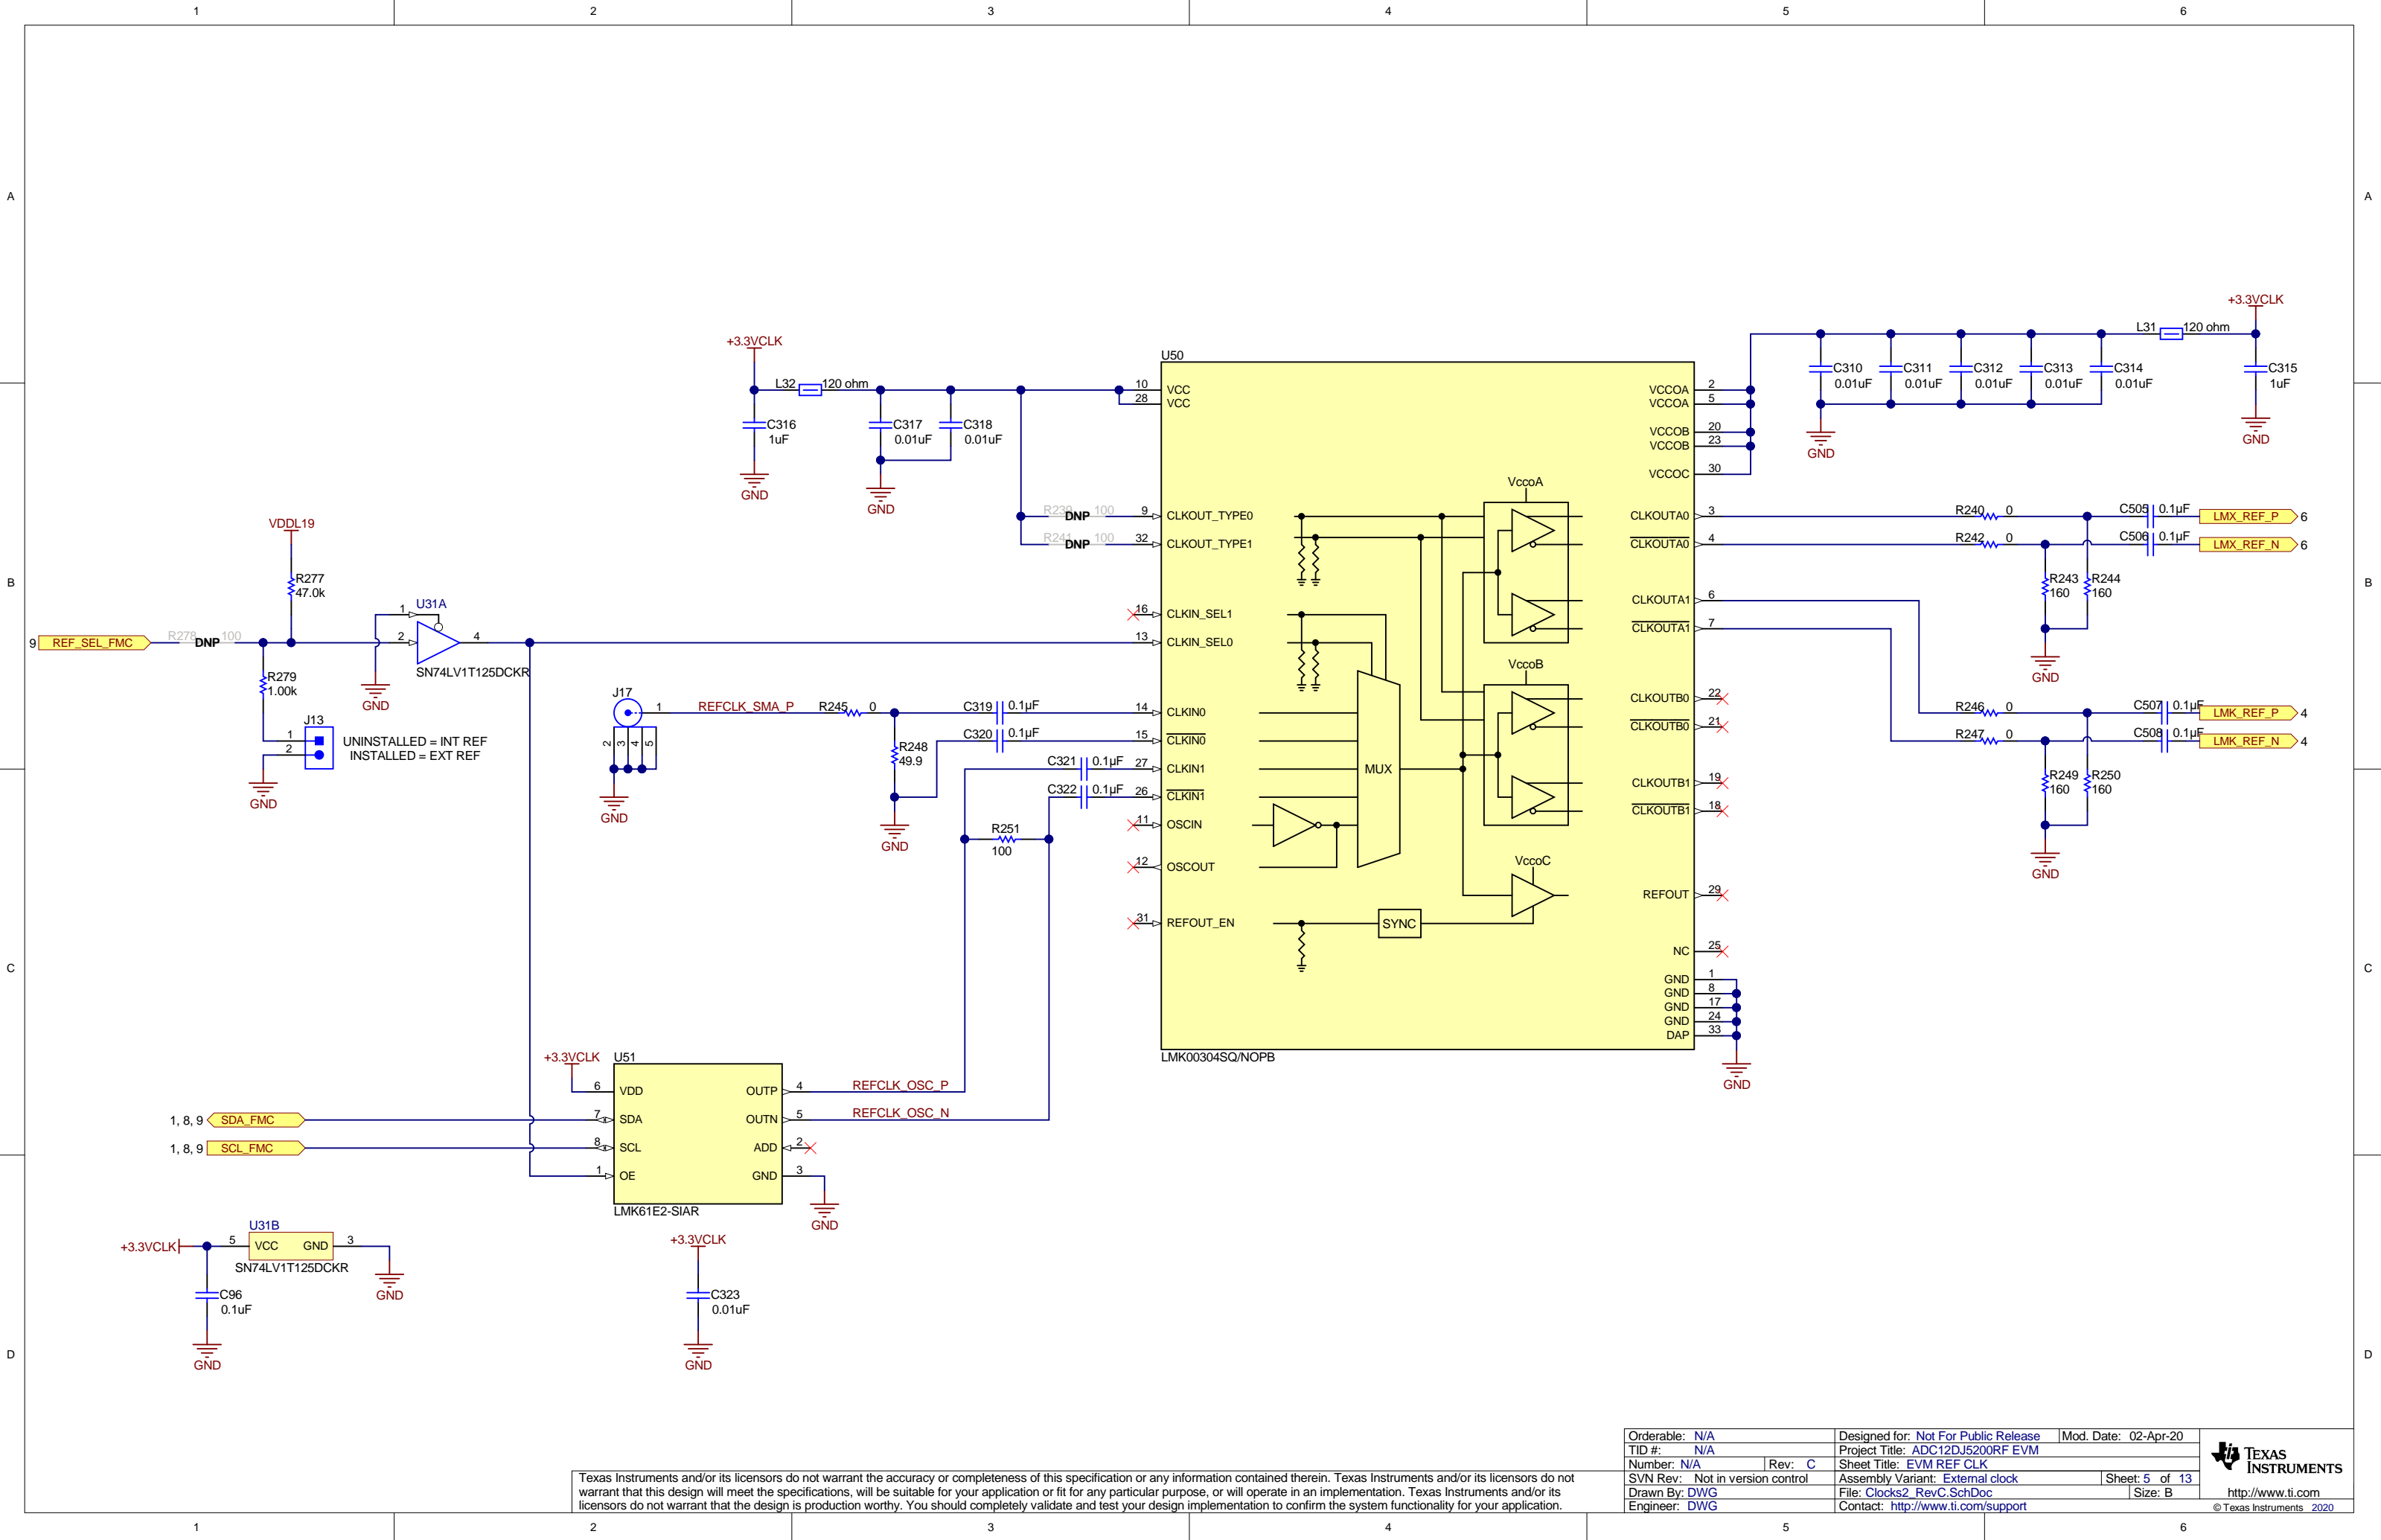 1 2 3 4 5 6
A A
+3.3VCLK
L31 120 ohm
C310 0.01uF
C311 0.01uF
C312 0.01uF
C313 0.01uF
C314 0.01uF
C315 1uF
GND
GND
+3.3VCLK
L32 120 ohm
C316 1uF
C317 0.01uF
C318 0.01uF
GND
GND
U50
10 VCC
28 VCC
R239 DNP 100 9 CLKOUT_TYPE0
R241 DNP 100 32 CLKOUT_TYPE1
16 CLKIN_SEL1
13 CLKIN_SEL0
14 CLKIN0
15 CLKIN0
27 CLKIN1
26 CLKIN1
11 OSCIN
12 OSCOUT
31 REFOUT_EN
VccoA
VccoB
MUX
VccoC
SYNC
VCCOA 2
VCCOA 5
VCCOB 20
VCCOB 23
VCCOC 30
CLKOUTA0 3
CLKOUTA0 4
CLKOUTA1 6
CLKOUTA1 7
CLKOUTB0 22
CLKOUTB0 21
CLKOUTB1 19
CLKOUTB1 18
REFOUT 29
NC 25
GND 1
GND 8
GND 17
GND 24
DAP 33
GND
LMK00304SQ/NOPB
R240 0 C505 0.1µF LMX_REF_P 6
R242 0 C506 0.1µF LMX_REF_N 6
R243 160
R244 160
GND
R246 0 C507 0.1µF LMK_REF_P 4
R247 0 C508 0.1µF LMK_REF_N 4
R249 160
R250 160
GND
B B
VDDL19
R277
47.0k
9 REF_SEL_FMC R278 DNP 100
1 U31A
2 4
SN74LV1T125DCKR
GND
R279
1.00k
J13
1
2
UNINSTALLED = INT REF
INSTALLED = EXT REF
GND
J17
1 REFCLK_SMA_P R245 0
2 3 4 5
GND
C319 0.1µF
C320 0.1µF
R248
49.9
GND
C321 0.1µF
C322 0.1µF
R251
100
C C
+3.3VCLK U51
6 VDD
7 SDA
8 SCL
1 OE
OUTP 4 REFCLK_OSC_P
OUTN 5 REFCLK_OSC_N
ADD 2
GND 3
GND
LMK61E2-SIAR
1, 8, 9 SDA_FMC
1, 8, 9 SCL_FMC
U31B
+3.3VCLK 5 VCC GND 3
SN74LV1T125DCKR
GND
C96
0.1uF
GND
+3.3VCLK
C323
0.01uF
GND
D D
Texas Instruments and/or its licensors do not warrant the accuracy or completeness of this specification or any information contained therein. Texas Instruments and/or its licensors do not
warrant that this design will meet the specifications, will be suitable for your application or fit for any particular purpose, or will operate in an implementation. Texas Instruments and/or its
licensors do not warrant that the design is production worthy. You should completely validate and test your design implementation to confirm the system functionality for your application.
Orderable: N/A Designed for: Not For Public Release Mod. Date: 02-Apr-20
TID #: N/A Project Title: ADC12DJ5200RF EVM
Number: N/A Rev: C Sheet Title: EVM REF CLK
SVN Rev: Not in version control Assembly Variant: External clock Sheet: 5 of 13
Drawn By: DWG File: Clocks2_RevC.SchDoc Size: B
Engineer: DWG Contact: http://www.ti.com/support
TEXAS
INSTRUMENTS
http://www.ti.com
© Texas Instruments 2020
1 2 3 4 5 6